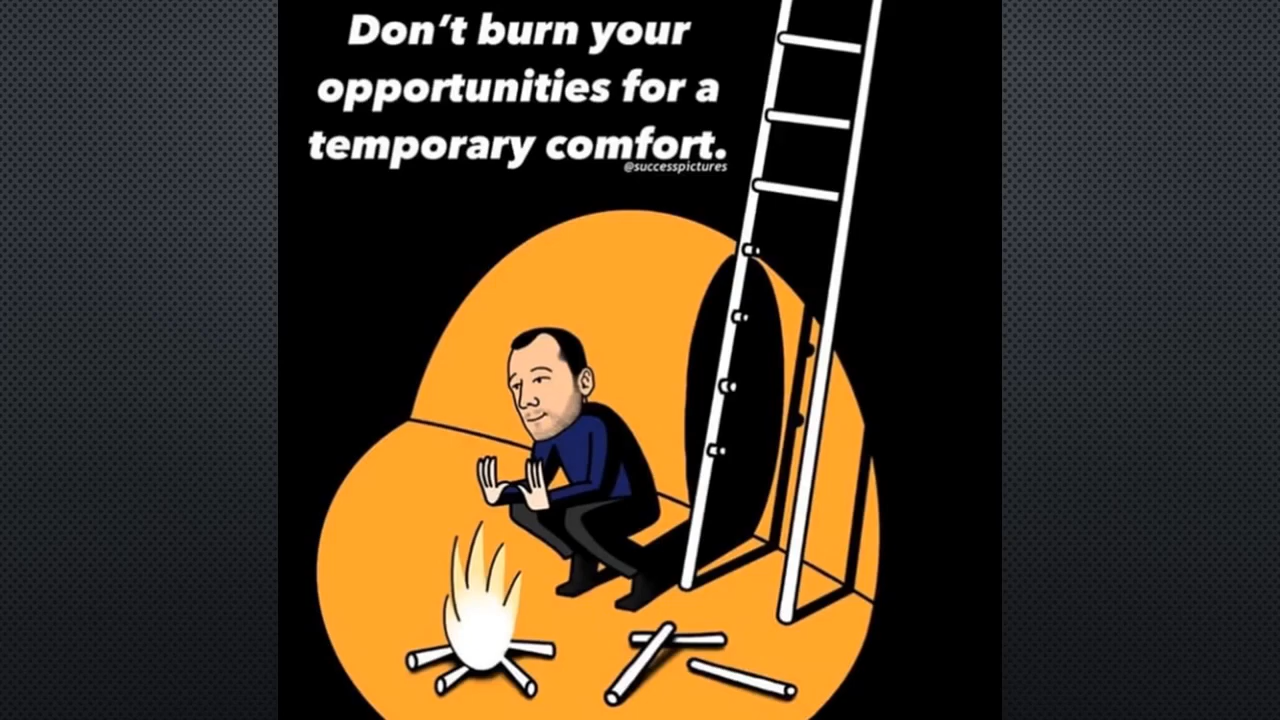 Don't burn your
opportunities for a
temporary comfort.
@successpictures